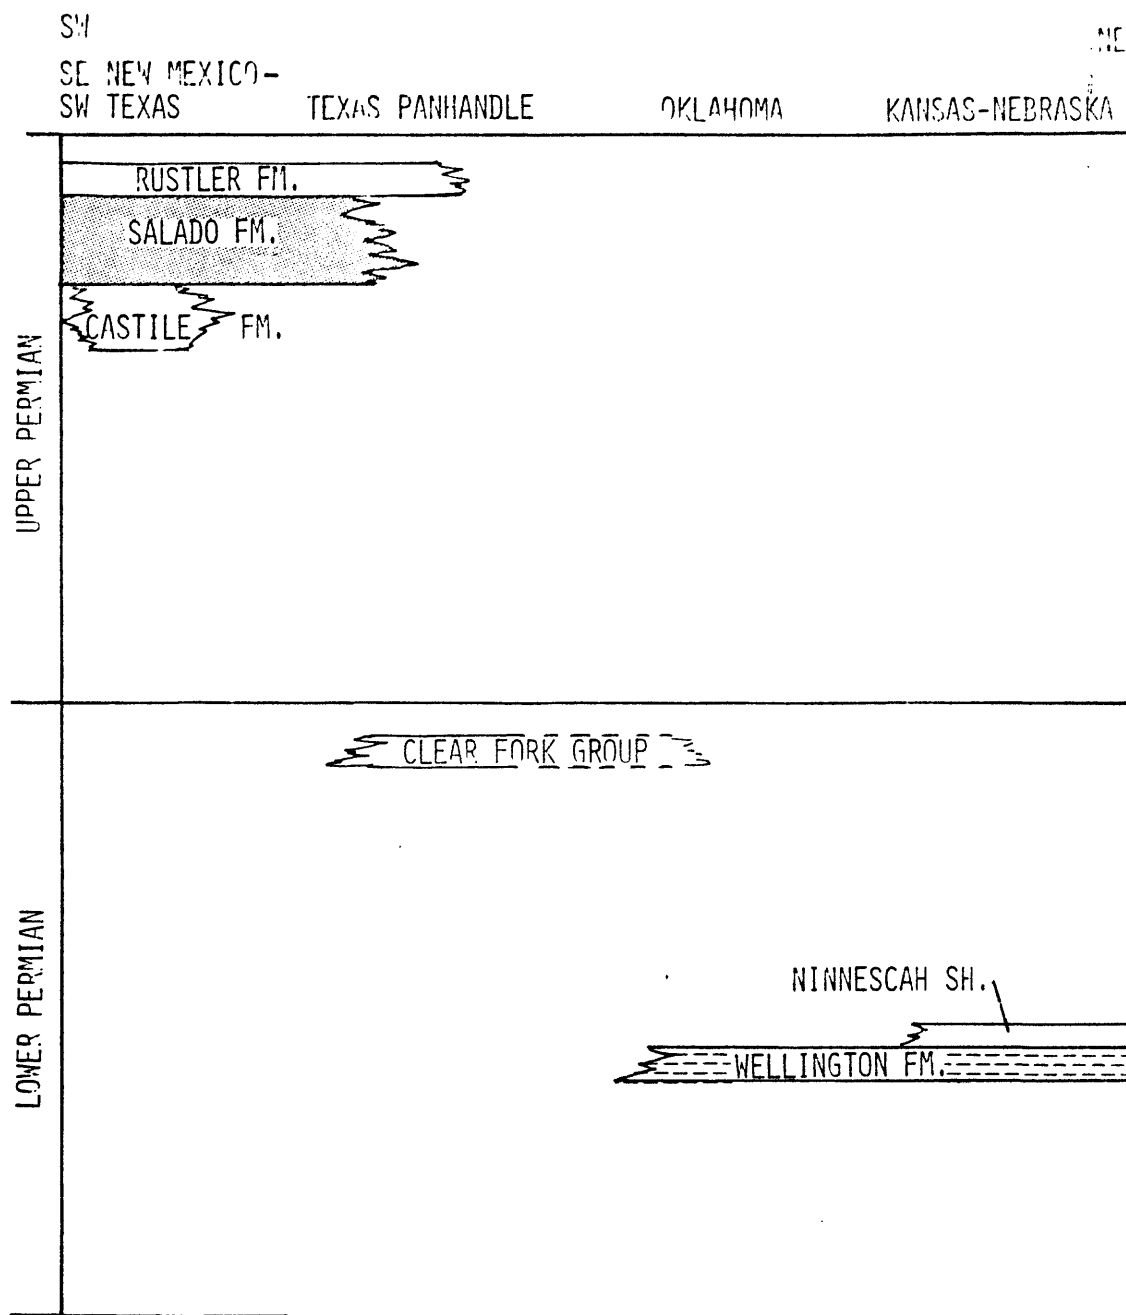 SW
NE
SE NEW MEXICO-
SW TEXAS
TEXAS PANHANDLE
OKLAHOMA
KANSAS-NEBRASKA
RUSTLER FM.
SALADO FM.
CASTILE FM.
UPPER PERMIAN
CLEAR FORK GROUP
LOWER PERMIAN
NINNESCAH SH.
WELLINGTON FM.